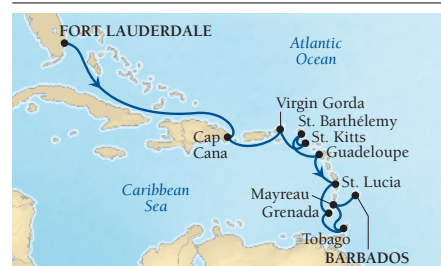 FORT LAUDERDALE
Atlantic
Ocean
Virgin Gorda
St. Barthélemy
St. Kitts
Cap
Cana
Guadeloupe
Caribbean
Sea
St. Lucia
Mayreau
Grenada
Tobago
BARBADOS